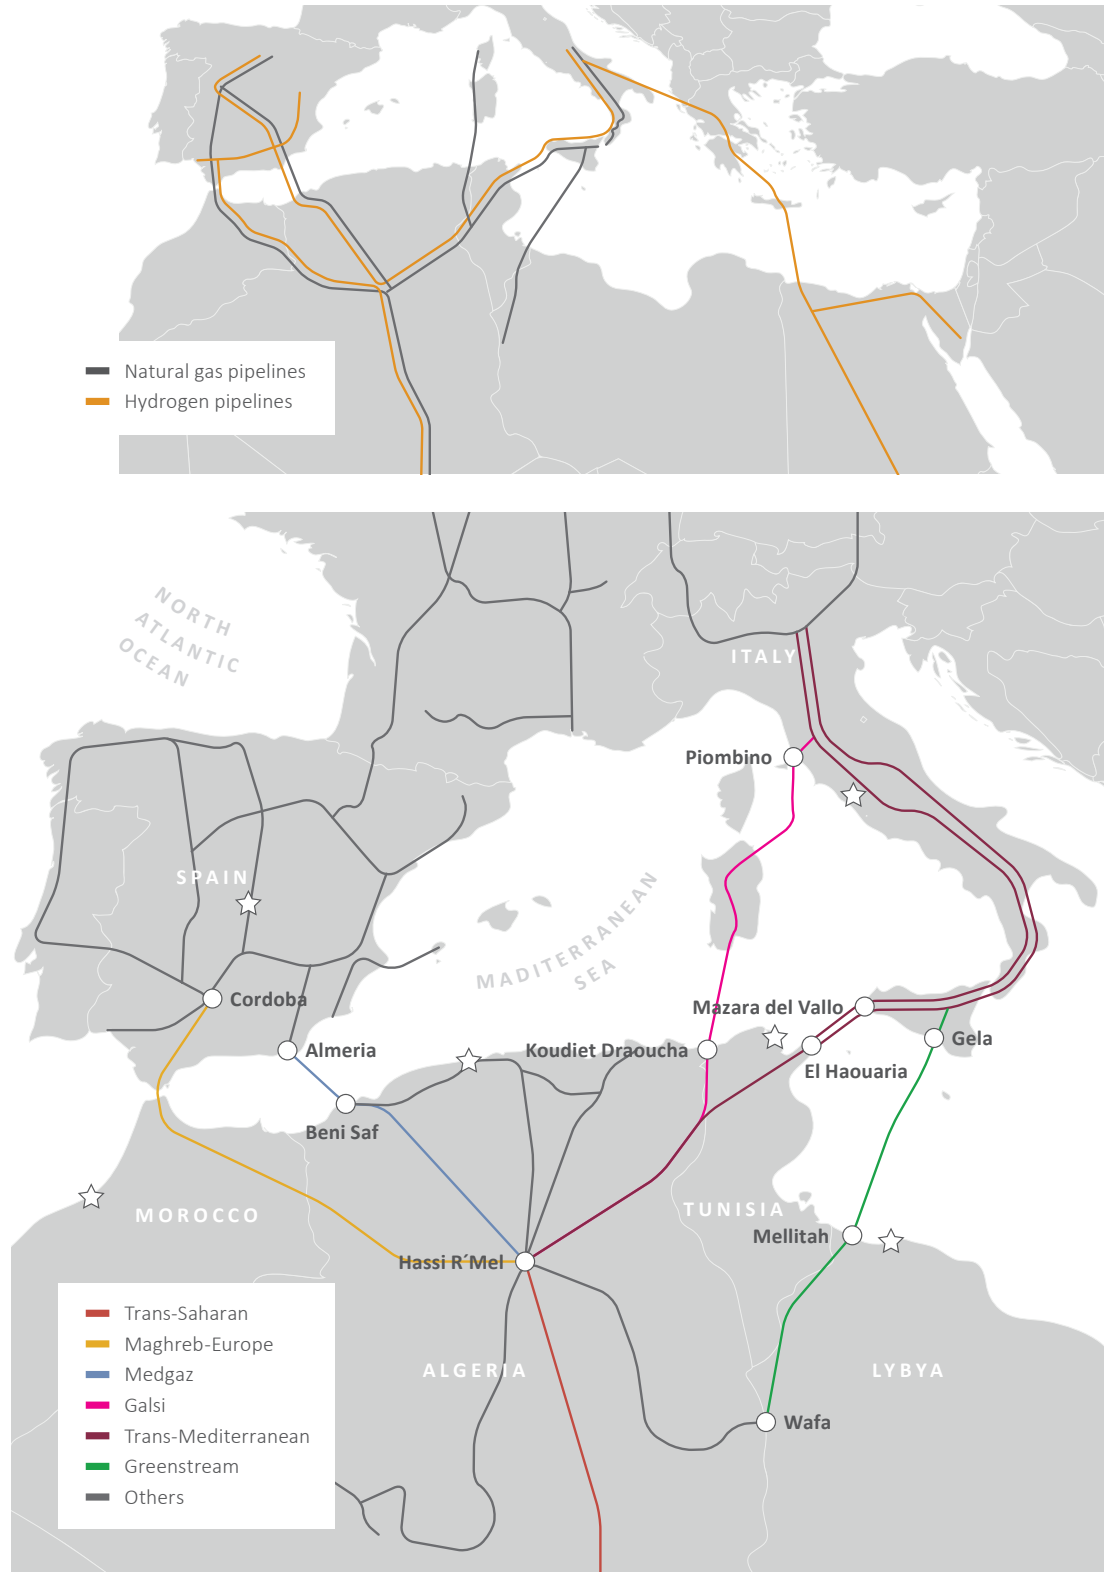 Natural gas pipelines
Hydrogen pipelines
NORTH
ATLANTIC
OCEAN
ITALY
Piombino
SPAIN
MADITERRANEAN
SEA
Cordoba
Mazara del Vallo
Almeria
Koudiet Draoucha
Gela
El Haouaria
Beni Saf
MOROCCO
TUNISIA
Mellitah
Hassi R´Mel
Trans-Saharan
Maghreb-Europe
Medgaz
Galsi
Trans-Mediterranean
Greenstream
Others
ALGERIA
LYBYA
Wafa